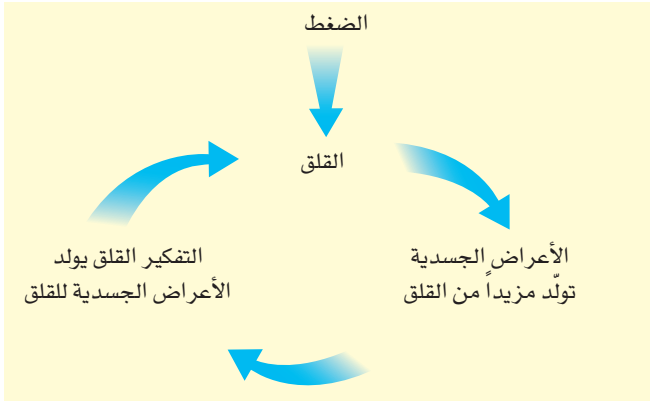 الضغط
القلق
الأعراض الجسدية
تولّد مزيداً من القلق
التفكير القلق يولد
الأعراض الجسدية للقلق